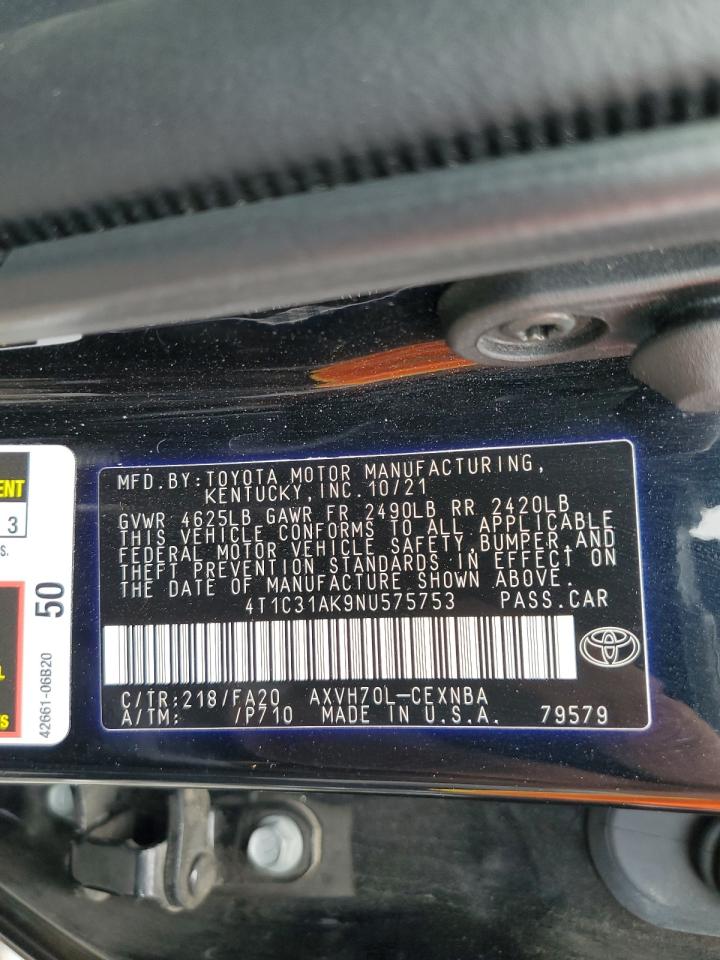 MFD.BY:TOYOTA MOTOR MANUFACTURING,
KENTUCKY, INC. 10/21
GVWR 4625LB GAWR FR 2490LB RR 2420LB
THIS VEHICLE CONFORMS TO ALL APPLICABLE
FEDERAL MOTOR VEHICLE SAFETY,BUMPER,AND
THEFT PREVENTION STANDARDS IN EFFECT ON
THE DATE OF MANUFACTURE SHOWN ABOVE.
4T1C31AK9NU575753 PASS.CAR
C/TR:218/FA20 AXVH70L-CEXNBA
A/TM: /P710 MADE IN U.S.A. 79579
ENT
3
S.
50
42661-06B20
L
TS